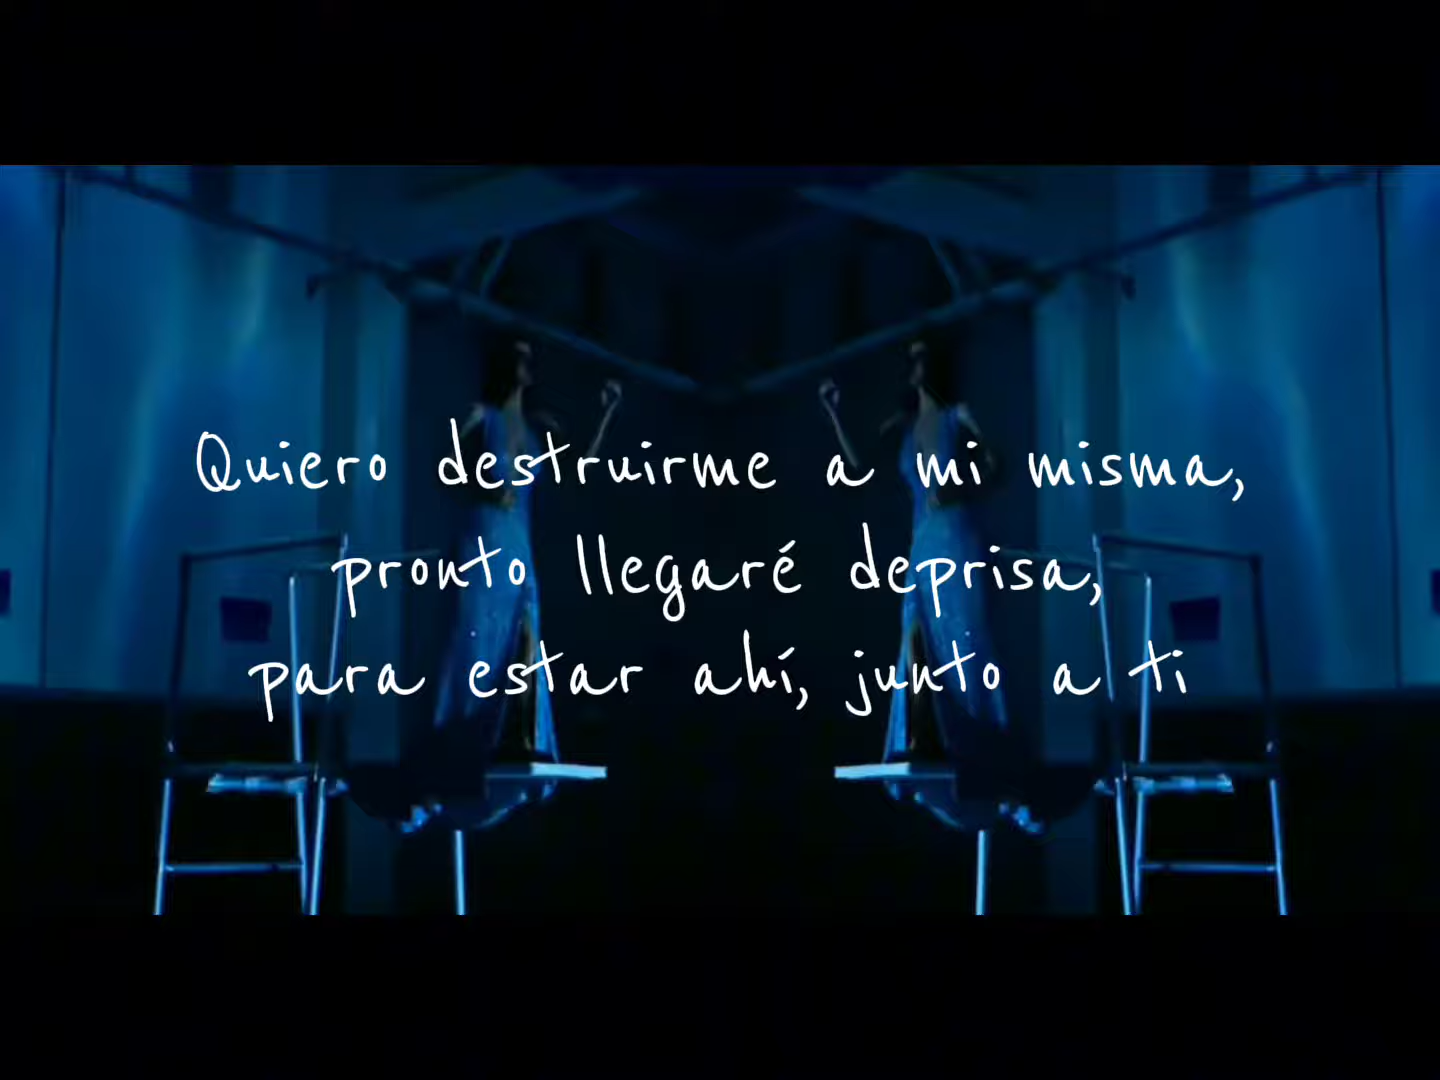 Quiero destruirme a mi misma,
pronto llegaré deprisa,
para estar ahí, junto a ti